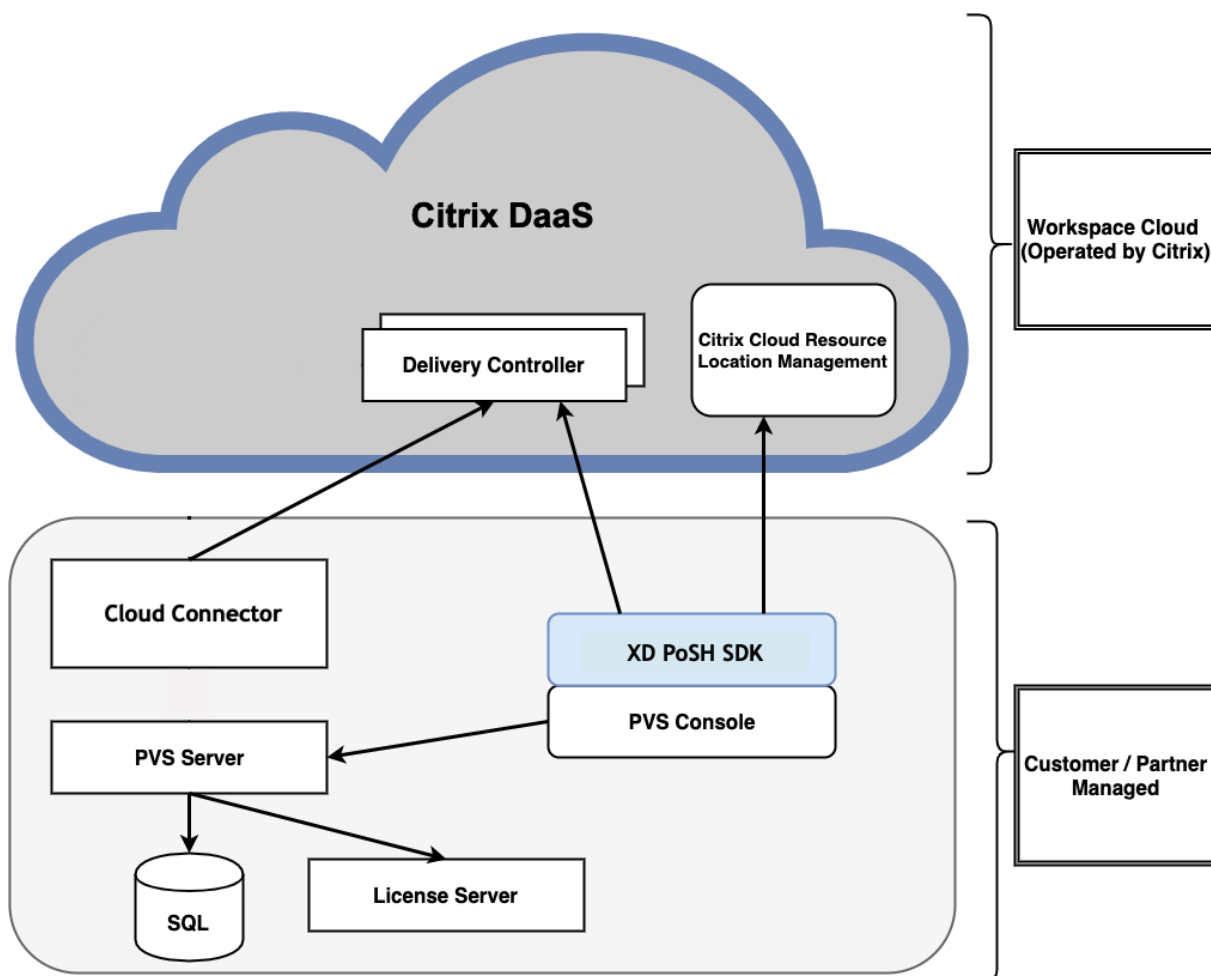 Citrix DaaS
Workspace Cloud
(Operated by Citrix)
Citrix Cloud Resource
Location Management
Delivery Controller
Cloud Connector
XD PoSH SDK
PVS Console
PVS Server
Customer / Partner
Managed
License Server
SQL